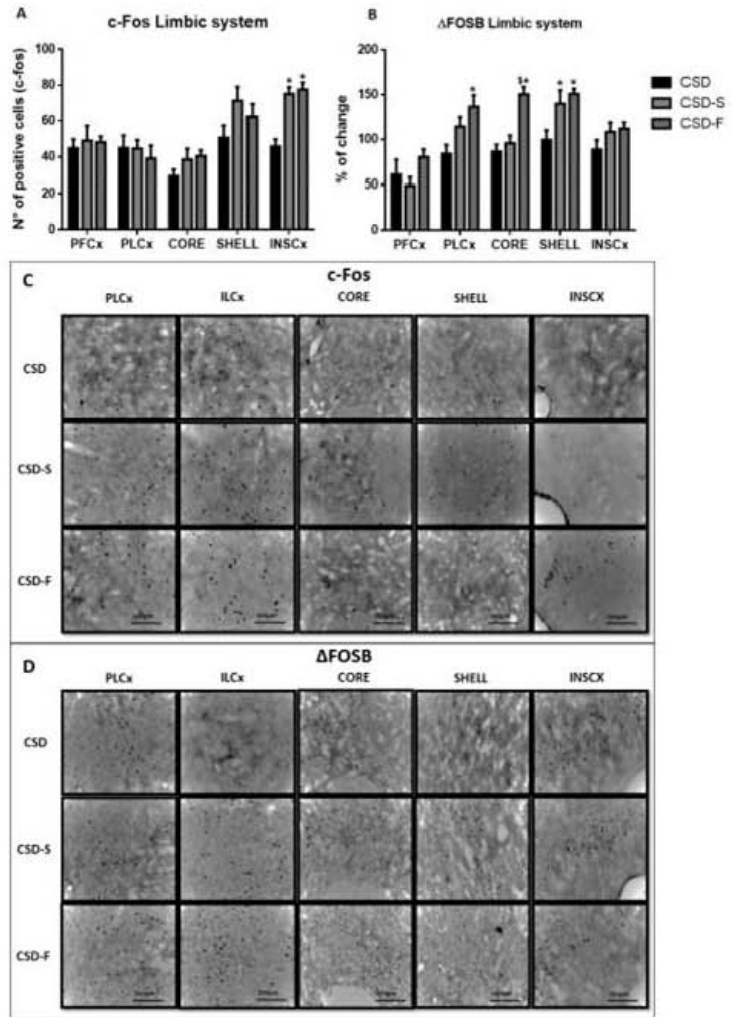 A
c-Fos Limbic system
N° of positive cells (c-fos)
100
80
60
40
20
0
* *
PFCx PLCx CORE SHELL INSCx
B
ΔFOSB Limbic system
% of change
200
150
100
50
0
* $+ * *
PFCx PLCx CORE SHELL INSCx
CSD
CSD-S
CSD-F
C
c-Fos
PLCx ILCx CORE SHELL INSCX
CSD
CSD-S
CSD-F
D
ΔFOSB
PLCx ILCx CORE SHELL INSCX
CSD
CSD-S
CSD-F